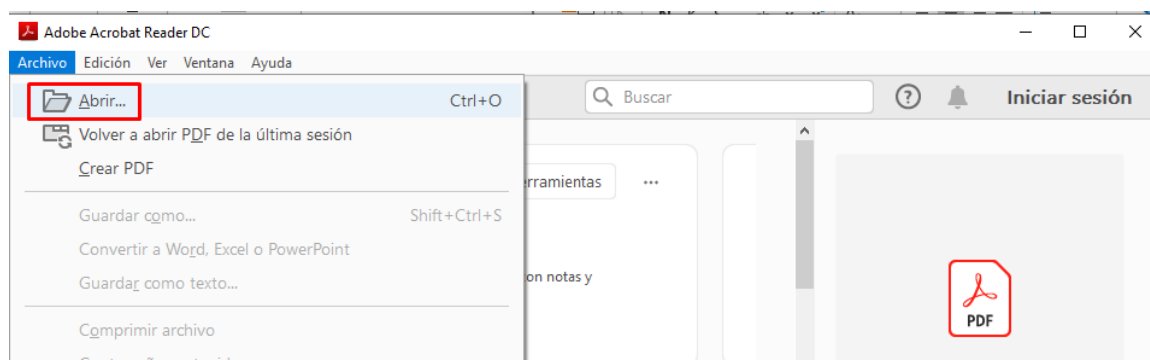 Adobe Acrobat Reader DC
Archivo Edición Ver Ventana Ayuda
Abrir... Ctrl+O
Buscar
? Iniciar sesión
Volver a abrir PDF de la última sesión
Crear PDF
erramientas ...
Guardar como... Shift+Ctrl+S
Convertir a Word, Excel o PowerPoint
on notas y
Guardar como texto...
PDF
Comprimir archivo